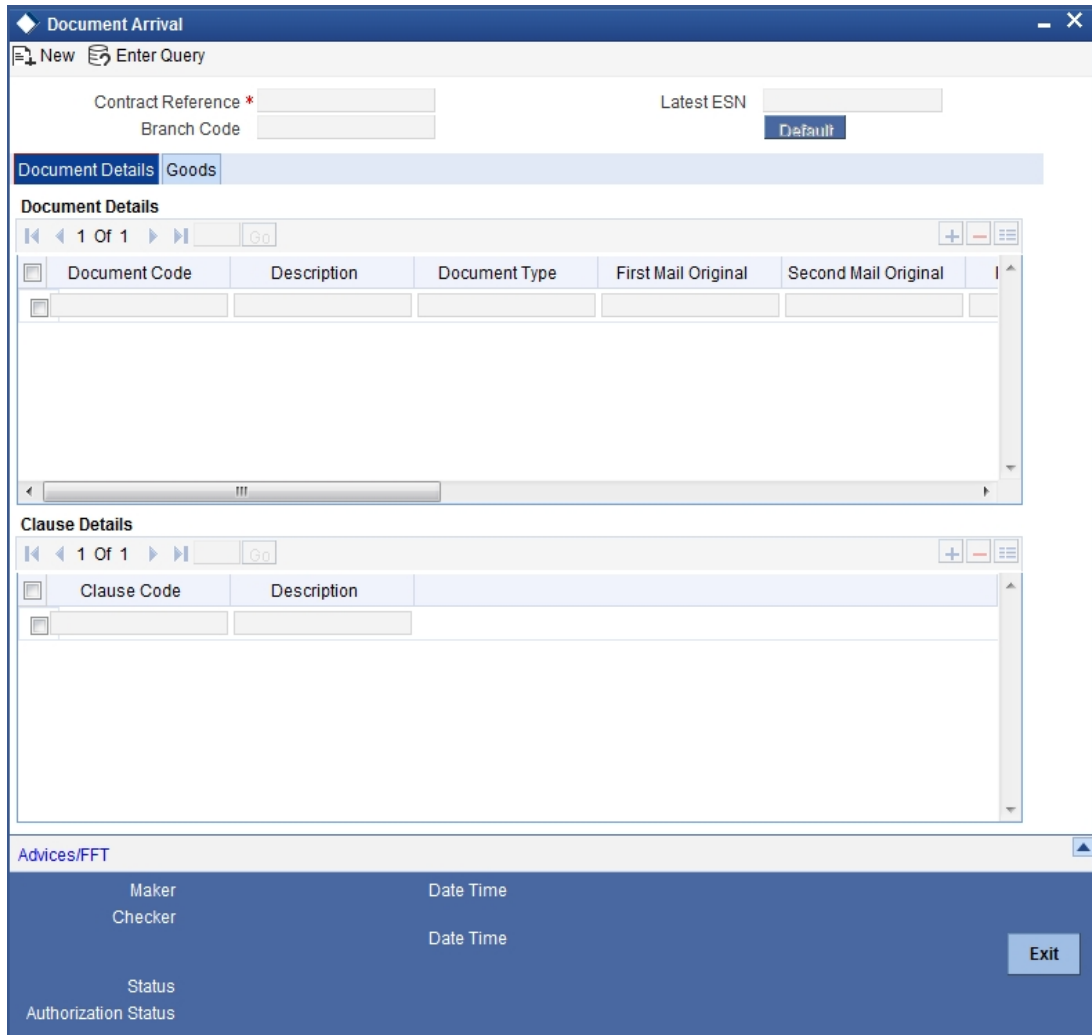 Document Arrival
New Enter Query
Contract Reference * Latest ESN
Branch Code Default
Document Details Goods
Document Details
1 Of 1 Go
Document Code Description Document Type First Mail Original Second Mail Original
Clause Details
1 Of 1 Go
Clause Code Description
Advices/FFT
Maker Date Time
Checker
Date Time
Exit
Status
Authorization Status